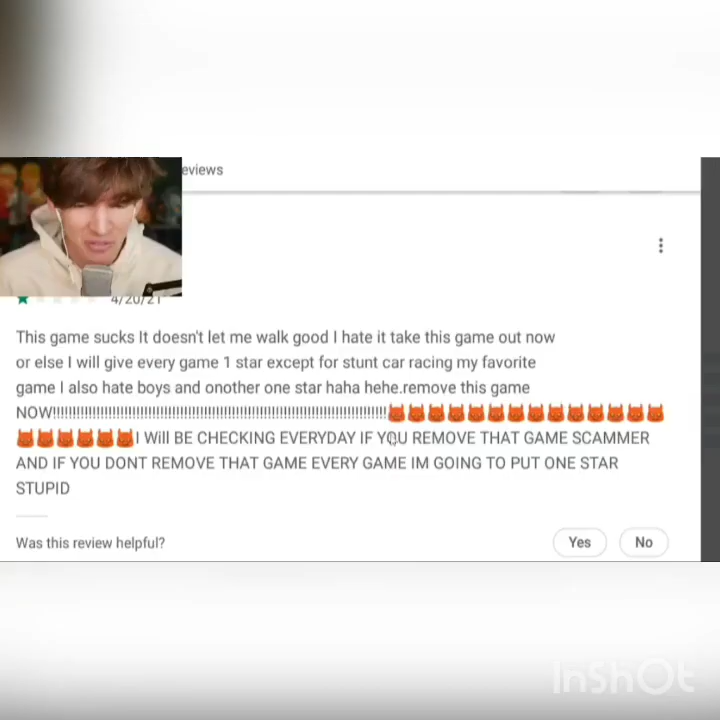 eviews
4/20/21
This game sucks It doesn't let me walk good I hate it take this game out now
or else I will give every game 1 star except for stunt car racing my favorite
game I also hate boys and onother one star haha hehe.remove this game
NOW!!!!!!!!!!!!!!!!!!!!!!!!!!!!!!!!!!!!!!!!!!!!!!!!!!!!!!!!!!!!!!!!!!!!!!!!!!!!!!!!!!!!👿👿👿👿👿👿👿👿👿👿👿👿👿👿
👿👿👿👿👿👿I Will BE CHECKING EVERYDAY IF YOU REMOVE THAT GAME SCAMMER
AND IF YOU DONT REMOVE THAT GAME EVERY GAME IM GOING TO PUT ONE STAR
STUPID
Was this review helpful?
Yes
No
InShOt